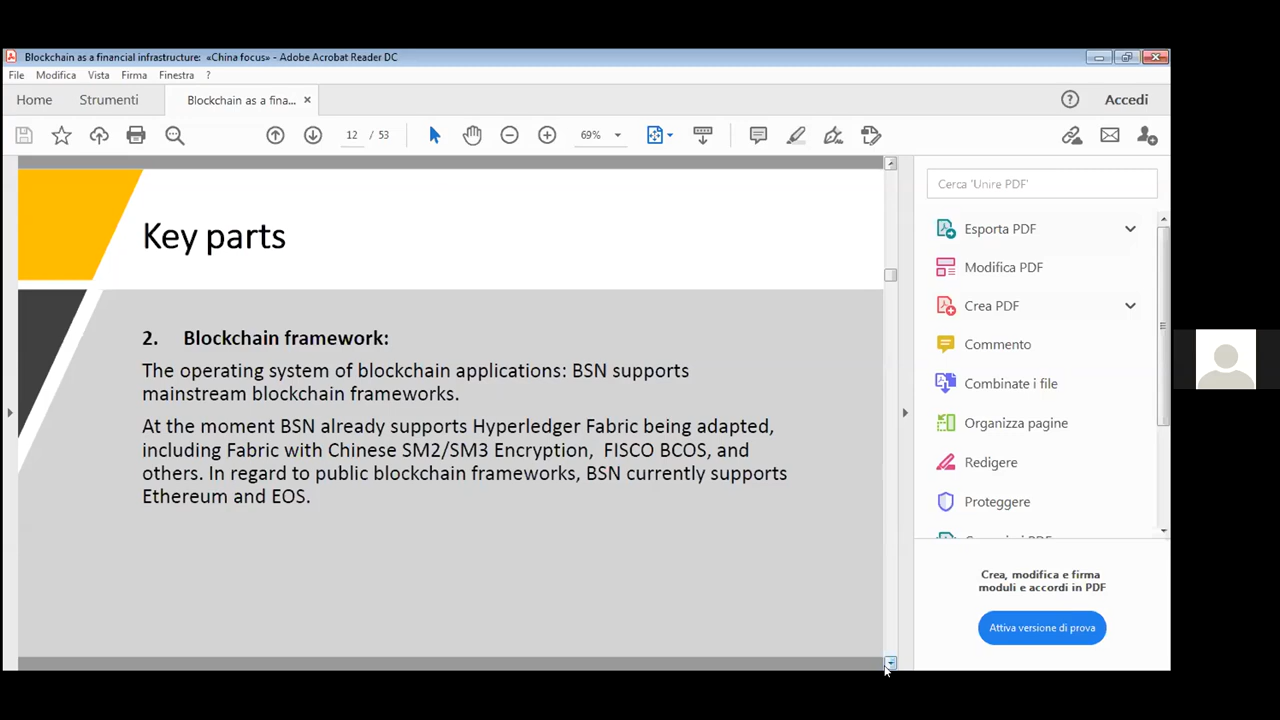 Blockchain as a financial infrastructure: «China focus» - Adobe Acrobat Reader DC
File Modifica Vista Firma Finestra ?
Home Strumenti Blockchain as a fina... × Accedi
12 / 53 69%
Key parts
2. Blockchain framework:
The operating system of blockchain applications: BSN supports
mainstream blockchain frameworks.
At the moment BSN already supports Hyperledger Fabric being adapted,
including Fabric with Chinese SM2/SM3 Encryption, FISCO BCOS, and
others. In regard to public blockchain frameworks, BSN currently supports
Ethereum and EOS.
Cerca 'Unire PDF'
Esporta PDF
Modifica PDF
Crea PDF
Commento
Combinate i file
Organizza pagine
Redigere
Proteggere
Crea, modifica e firma
moduli e accordi in PDF
Attiva versione di prova